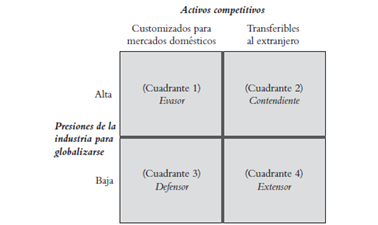 Activos competitivos
Customizados para
mercados domésticos
Transferibles
al extranjero
Alta
(Cuadrante 1)
Evasor
(Cuadrante 2)
Contendiente
Presiones de la
industria para
globalizarse
Baja
(Cuadrante 3)
Defensor
(Cuadrante 4)
Extensor